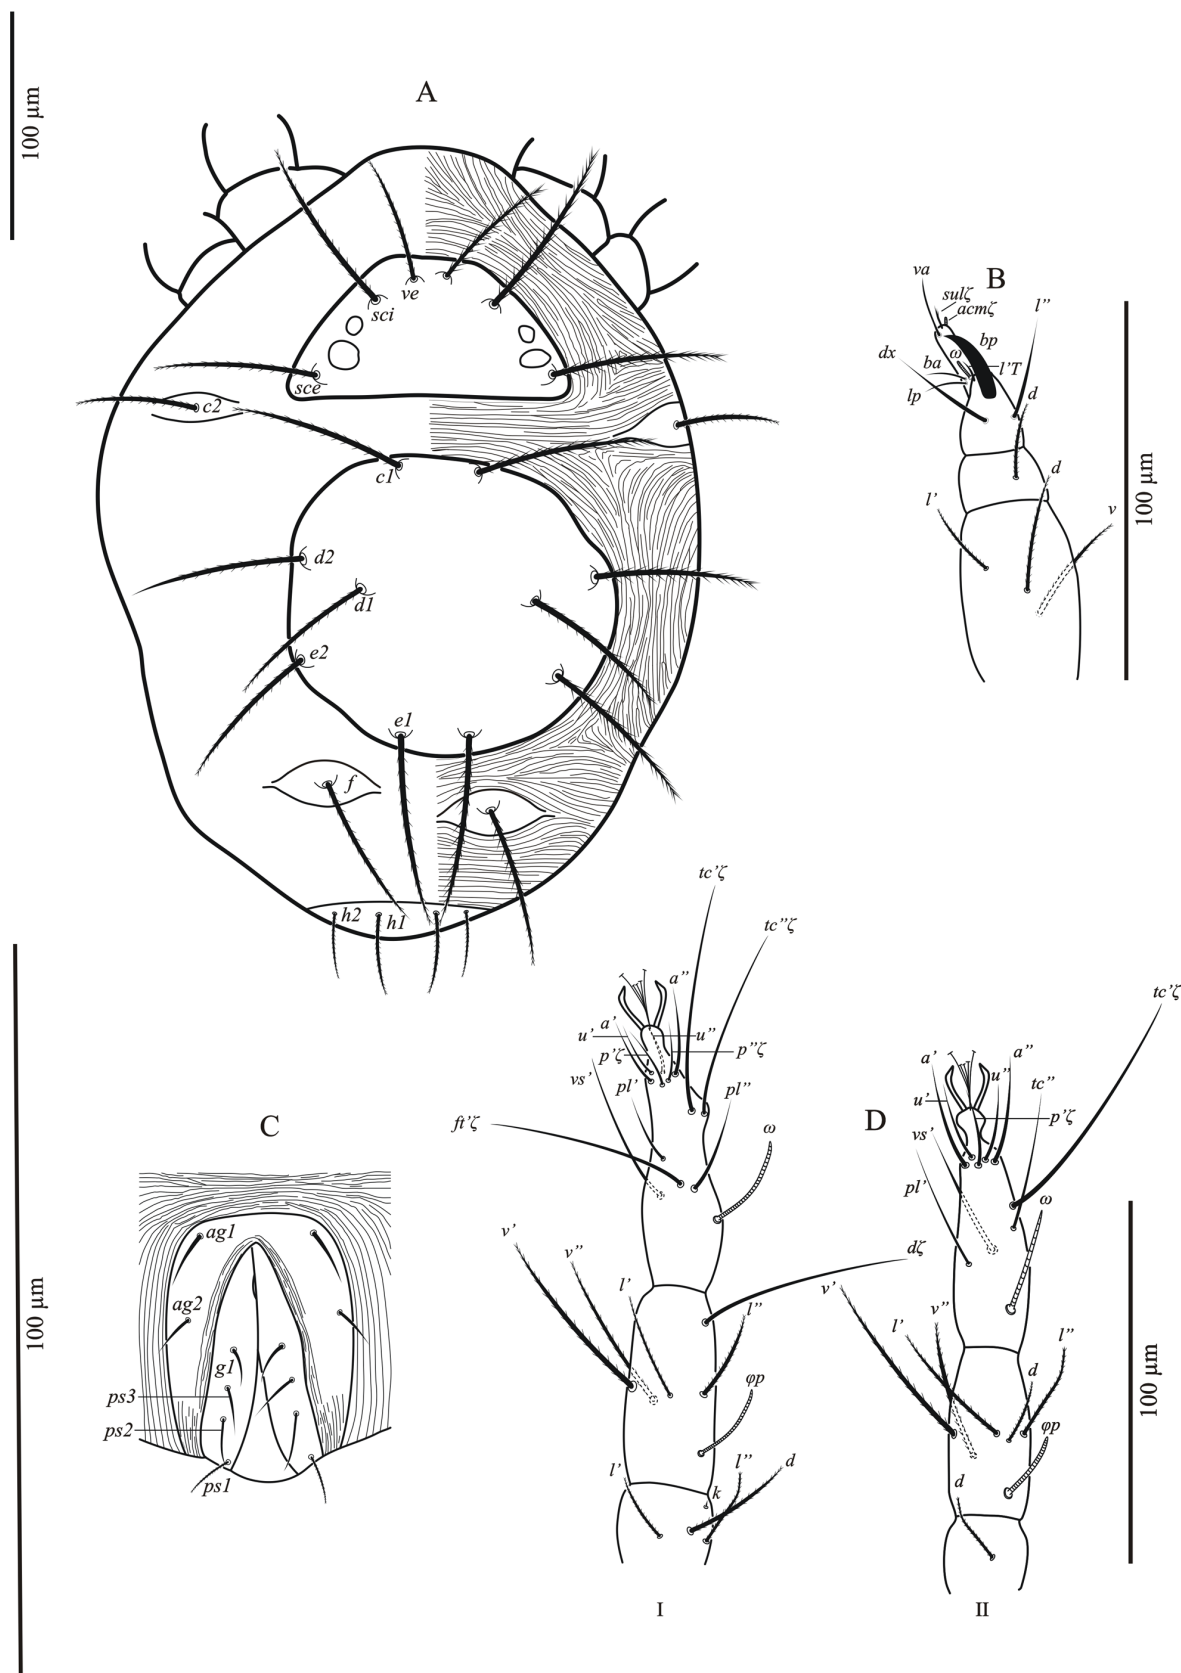 A
100 µm
ve
sci
sce
c2
c1
d2
d1
e2
e1
f
h2
h1
B
va
sulζ
acmζ
l’’
bp
dx
ω
ba
l’T
lp
d
d
l’
v
100 µm
C
100 µm
ag1
ag2
g1
ps3
ps2
ps1
D
tc’ζ
tc’’ζ
a’’
a’
u’
u’’
p’ζ
p’’ζ
vs’
pl’
pl’’
ft’ζ
ω
v’
v’’
dζ
l’
l’’
φp
l’
l’’
d
k
I
tc’ζ
a’
a’’
u’’
tc’’
u’
p’ζ
vs’
pl’
ω
v’
v’’
l’
l’’
d
φp
d
II
100 µm